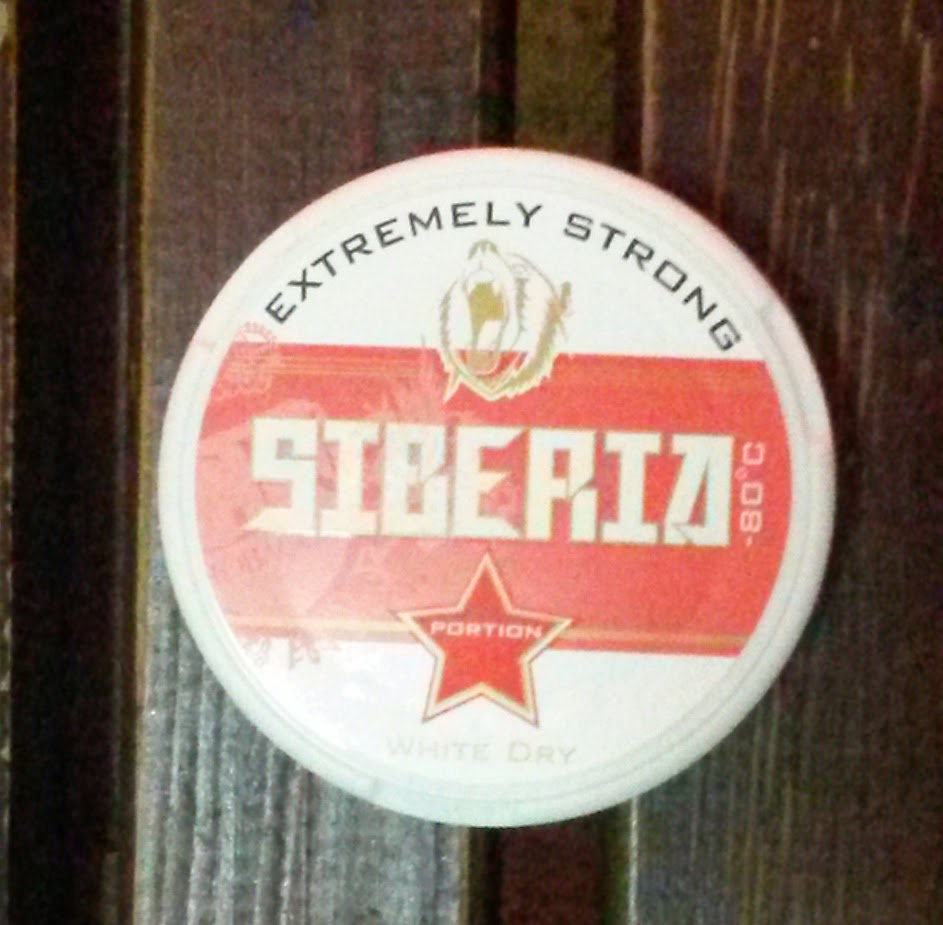 EXTREMELY STRONG
SIBERIA
-80°C
PORTION
WHITE DRY